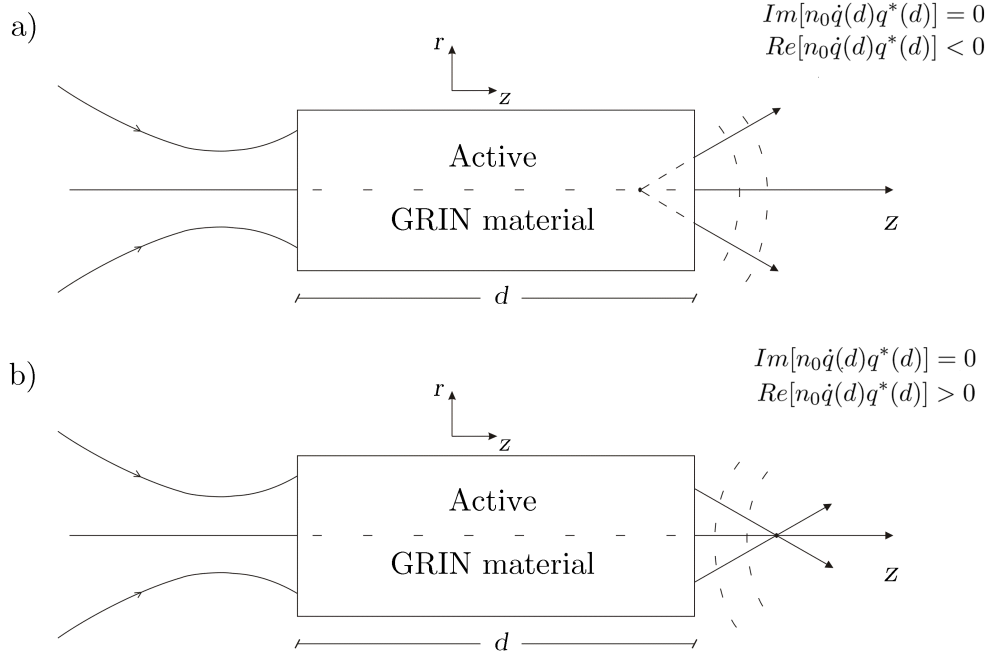 a)
Im[n₀q̇(d)q*(d)] = 0
Re[n₀q̇(d)q*(d)] < 0
r
z
Active
GRIN material
z
d
b)
Im[n₀q̇(d)q*(d)] = 0
Re[n₀q̇(d)q*(d)] > 0
r
z
Active
GRIN material
z
d